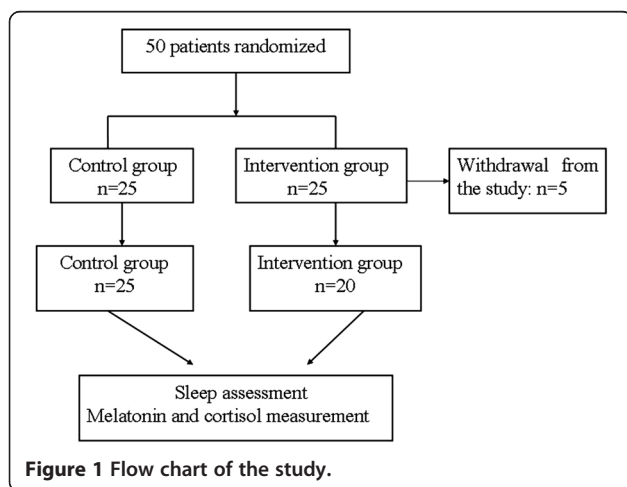 50 patients randomized
Control group
n=25
Intervention group
n=25
Withdrawal from
the study: n=5
Control group
n=25
Intervention group
n=20
Sleep assessment
Melatonin and cortisol measurement
Figure 1 Flow chart of the study.